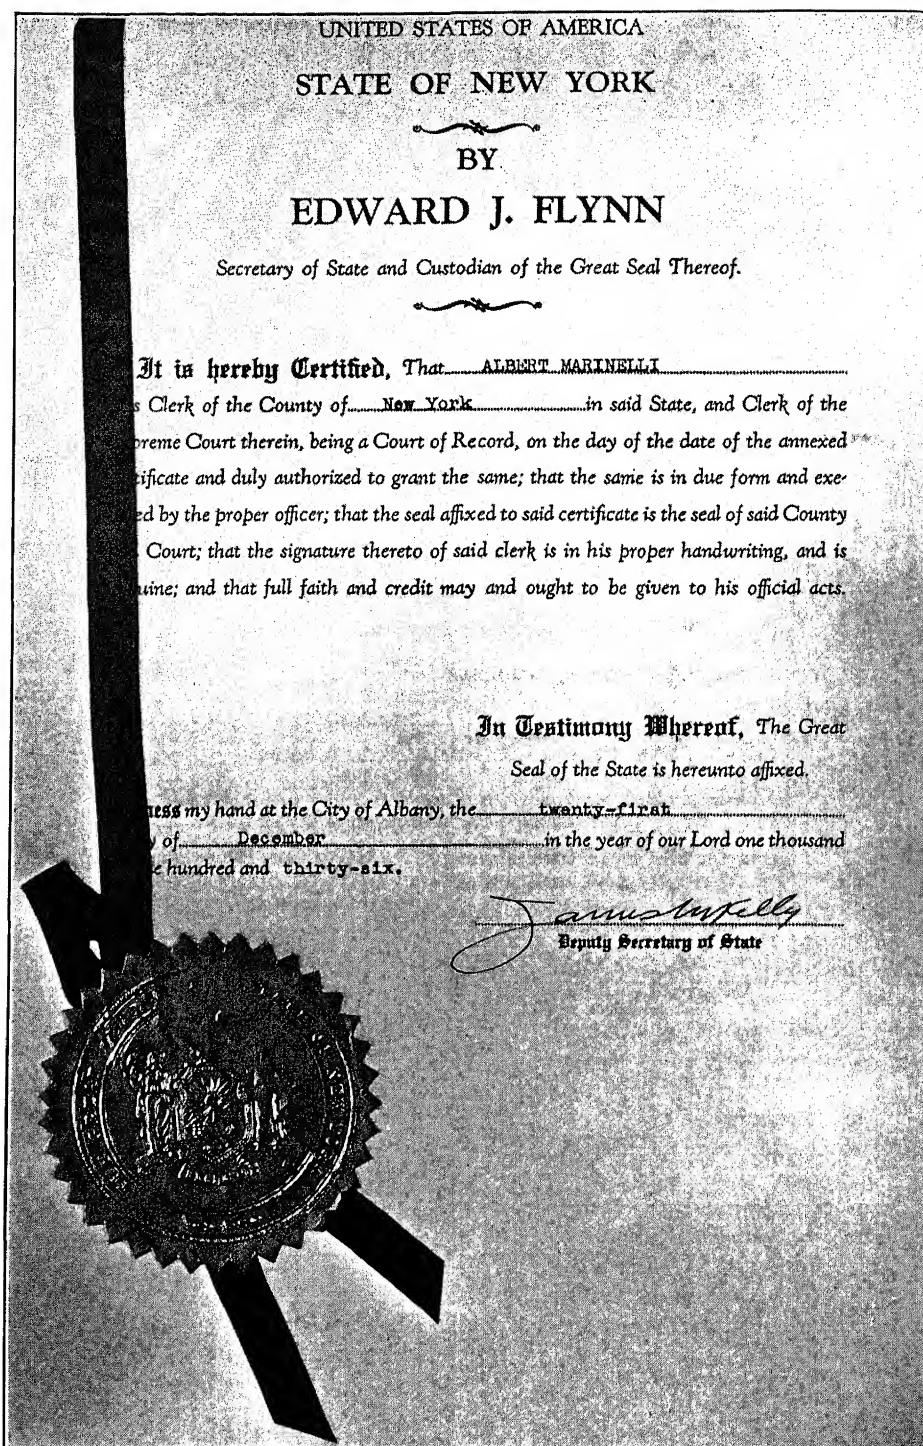 UNITED STATES OF AMERICA
STATE OF NEW YORK
BY
EDWARD J. FLYNN
Secretary of State and Custodian of the Great Seal Thereof.
It is hereby Certified, That ALBERT MARINELLI
s Clerk of the County of New York in said State, and Clerk of the
preme Court therein, being a Court of Record, on the day of the date of the annexed
tificate and duly authorized to grant the same; that the same is in due form and exe-
ed by the proper officer; that the seal affixed to said certificate is the seal of said County
Court; that the signature thereto of said clerk is in his proper handwriting, and is
uine; and that full faith and credit may and ought to be given to his official acts.
In Testimony Whereof, The Great
Seal of the State is hereunto affixed.
ness my hand at the City of Albany, the twenty-first
y of December in the year of our Lord one thousand
e hundred and thirty-six.
Deputy Secretary of State